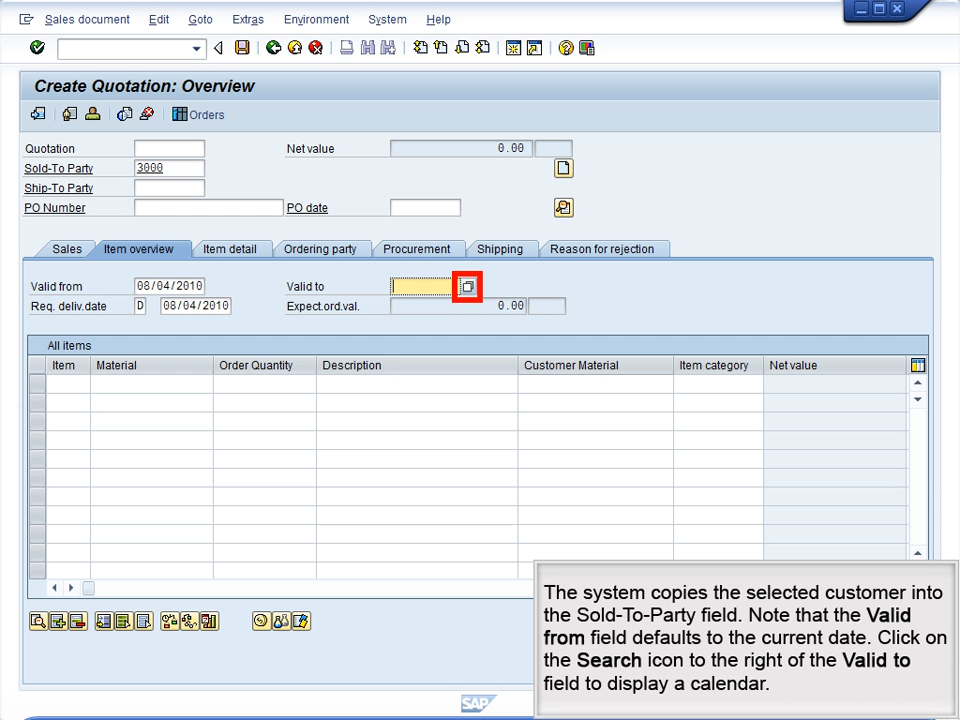 Sales document Edit Goto Extras Environment System Help
Create Quotation: Overview
Orders
Quotation Net value 0.00
Sold-To Party 3000
Ship-To Party
PO Number PO date
Sales Item overview Item detail Ordering party Procurement Shipping Reason for rejection
Valid from 08/04/2010 Valid to
Req. deliv.date D 08/04/2010 Expect.ord.val. 0.00
All items
Item Material Order Quantity Description Customer Material Item category Net value
The system copies the selected customer into
the Sold-To-Party field. Note that the Valid
from field defaults to the current date. Click on
the Search icon to the right of the Valid to
field to display a calendar.
SAP